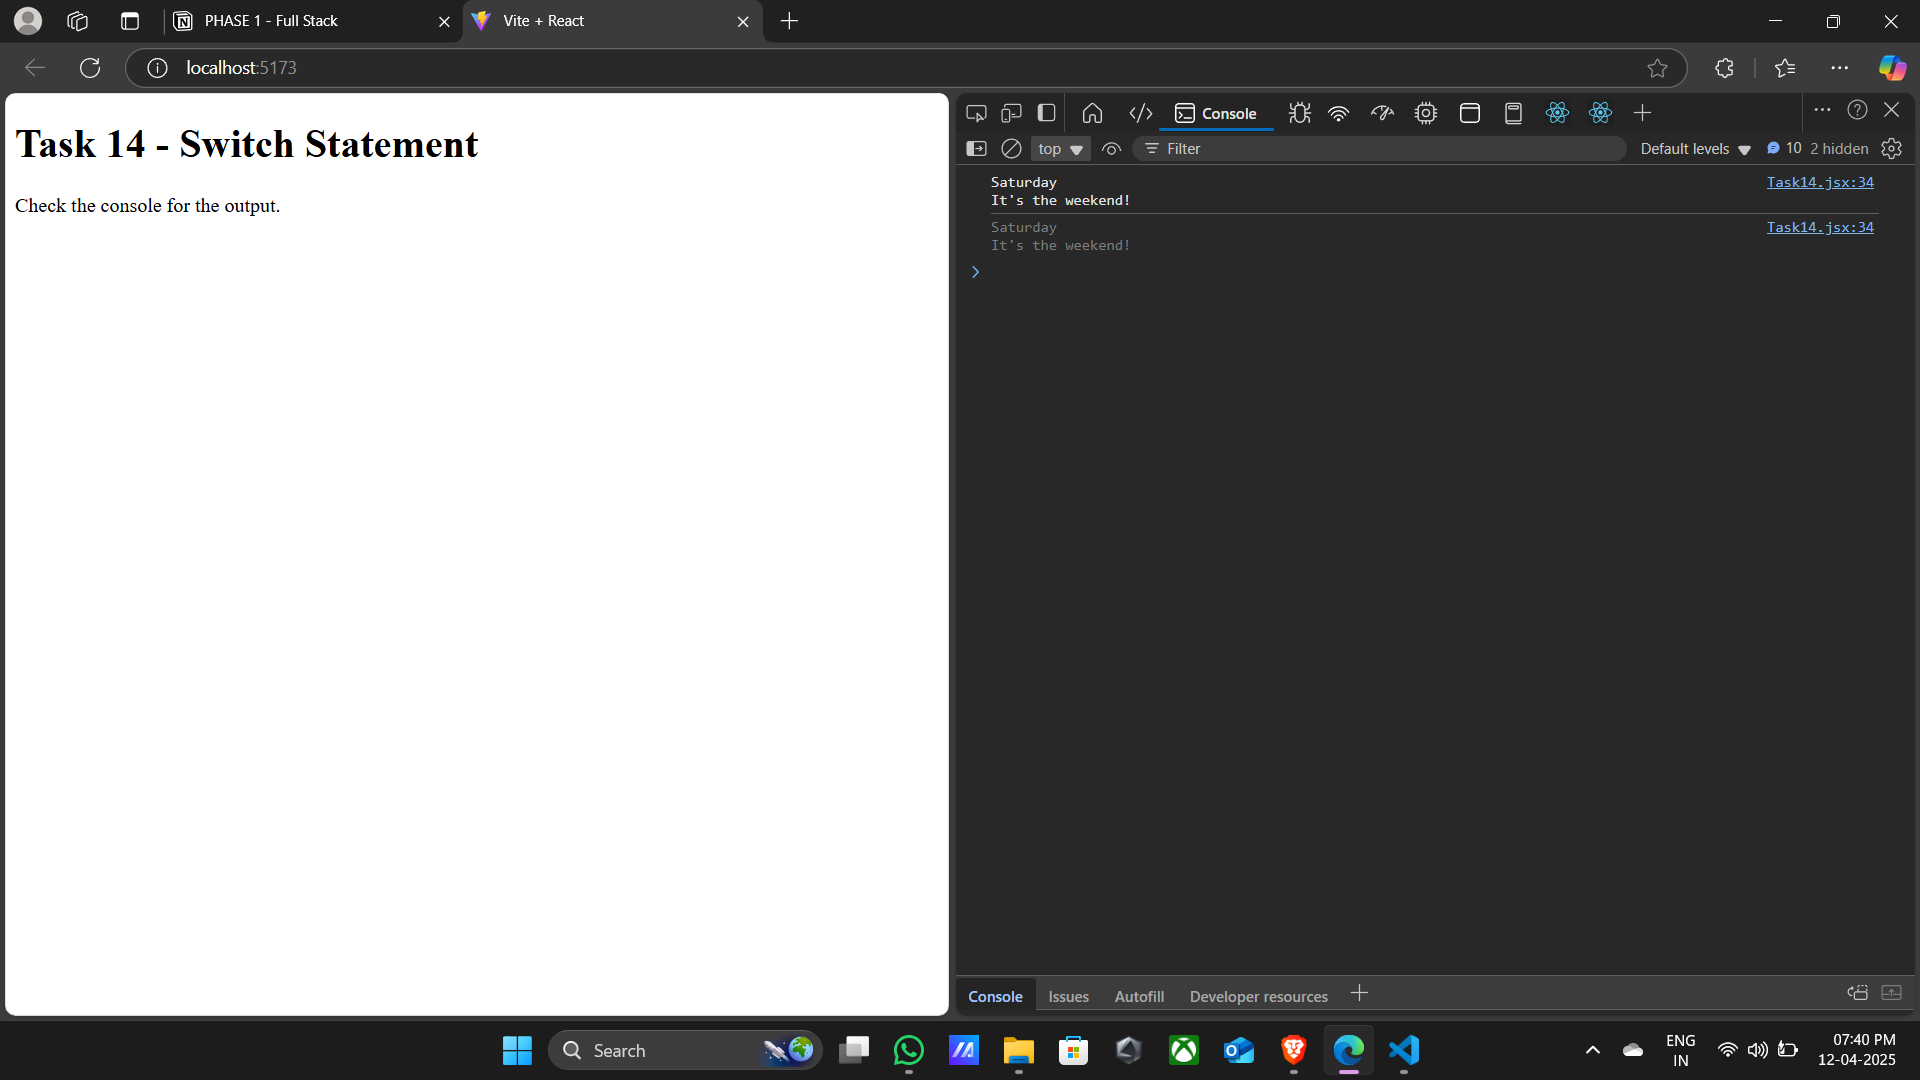 PHASE 1 - Full Stack
Vite + React
localhost:5173
Task 14 - Switch Statement
Check the console for the output.
Console
top
Filter
Default levels
10
2 hidden
Saturday
Task14.jsx:34
It's the weekend!
Saturday
Task14.jsx:34
It's the weekend!
Console
Issues
Autofill
Developer resources
Search
ENG
IN
07:40 PM
12-04-2025